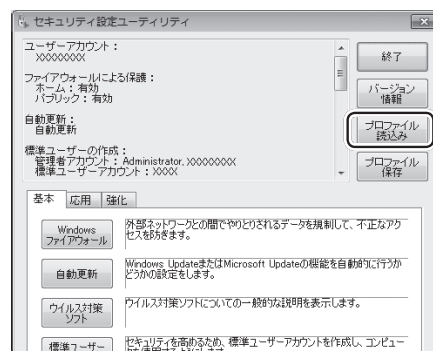 セキュリティ設定ユーティリティ
ユーザーアカウント：
XXXXXXXX
ファイアウォールによる保護：
ホーム：有効
パブリック：有効
自動更新：
自動更新
標準ユーザーの作成：
管理者アカウント：Administrator, XXXXXXXX
標準ユーザーアカウント：XXXX
終了
バージョン
情報
プロファイル
読込み
プロファイル
保存
基本 応用 強化
Windows
ファイアウォール
外部ネットワークとの間でやりとりされるデータを規制して、不正なアク
セスを防ぎます。
自動更新
Windows UpdateまたはMicrosoft Updateの機能を自動的に行うか
どうかの設定をします。
ウイルス対策
ソフト
ウイルス対策ソフトについての一般的な説明を表示します。
標準ユーザー
セキュリティを高めるため、標準ユーザーアカウントを作成し、コンピュー